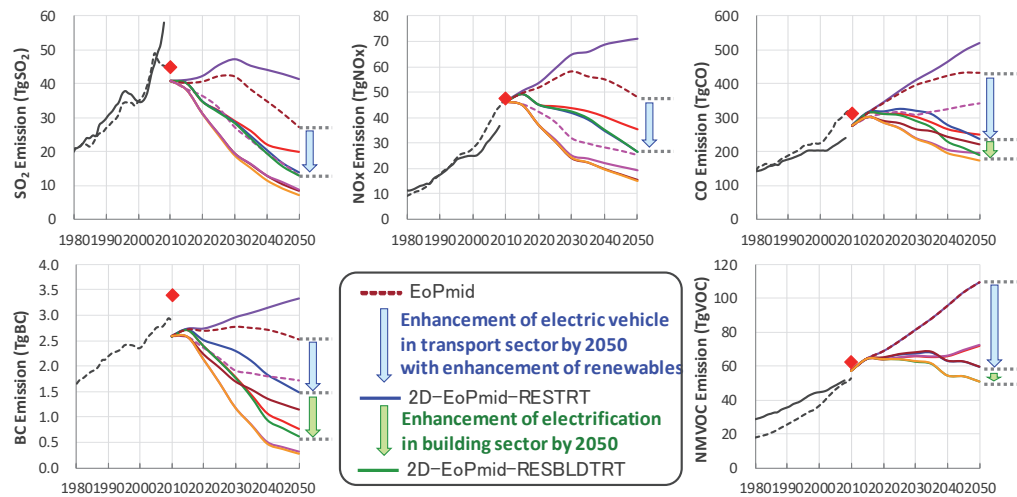 SO2 Emission (TgSO2)
60
50
40
30
20
10
0
1980 1990 2000 2010 2020 2030 2040 2050
NOx Emission (TgNOx)
80
70
60
50
40
30
20
10
0
1980 1990 2000 2010 2020 2030 2040 2050
CO Emission (TgCO)
600
500
400
300
200
100
0
1980 1990 2000 2010 2020 2030 2040 2050
BC Emission (TgBC)
4.0
3.5
3.0
2.5
2.0
1.5
1.0
0.5
0.0
1980 1990 2000 2010 2020 2030 2040 2050
EoPmid
Enhancement of electric vehicle
in transport sector by 2050
with enhancement of renewables
2D-EoPmid-RESTRT
Enhancement of electrification
in building sector by 2050
2D-EoPmid-RESBLDTRT
NMVOC Emission (TgVOC)
120
100
80
60
40
20
0
1980 1990 2000 2010 2020 2030 2040 2050